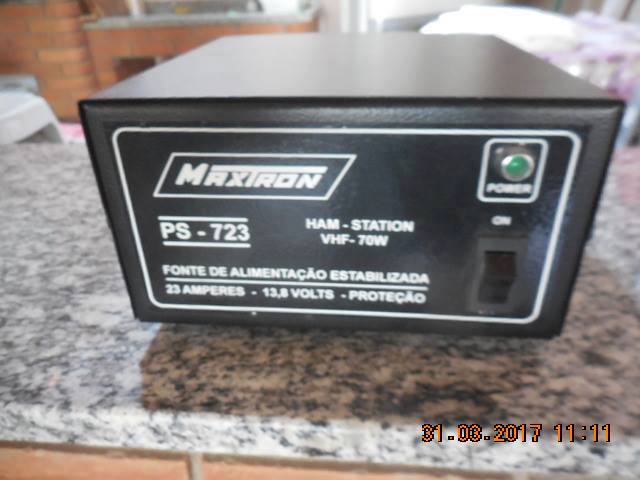 MAXTRON
POWER
PS - 723
HAM - STATION
VHF- 70W
ON
FONTE DE ALIMENTAÇÃO ESTABILIZADA
23 AMPERES - 13,8 VOLTS - PROTEÇÃO
31.03.2017 11:11